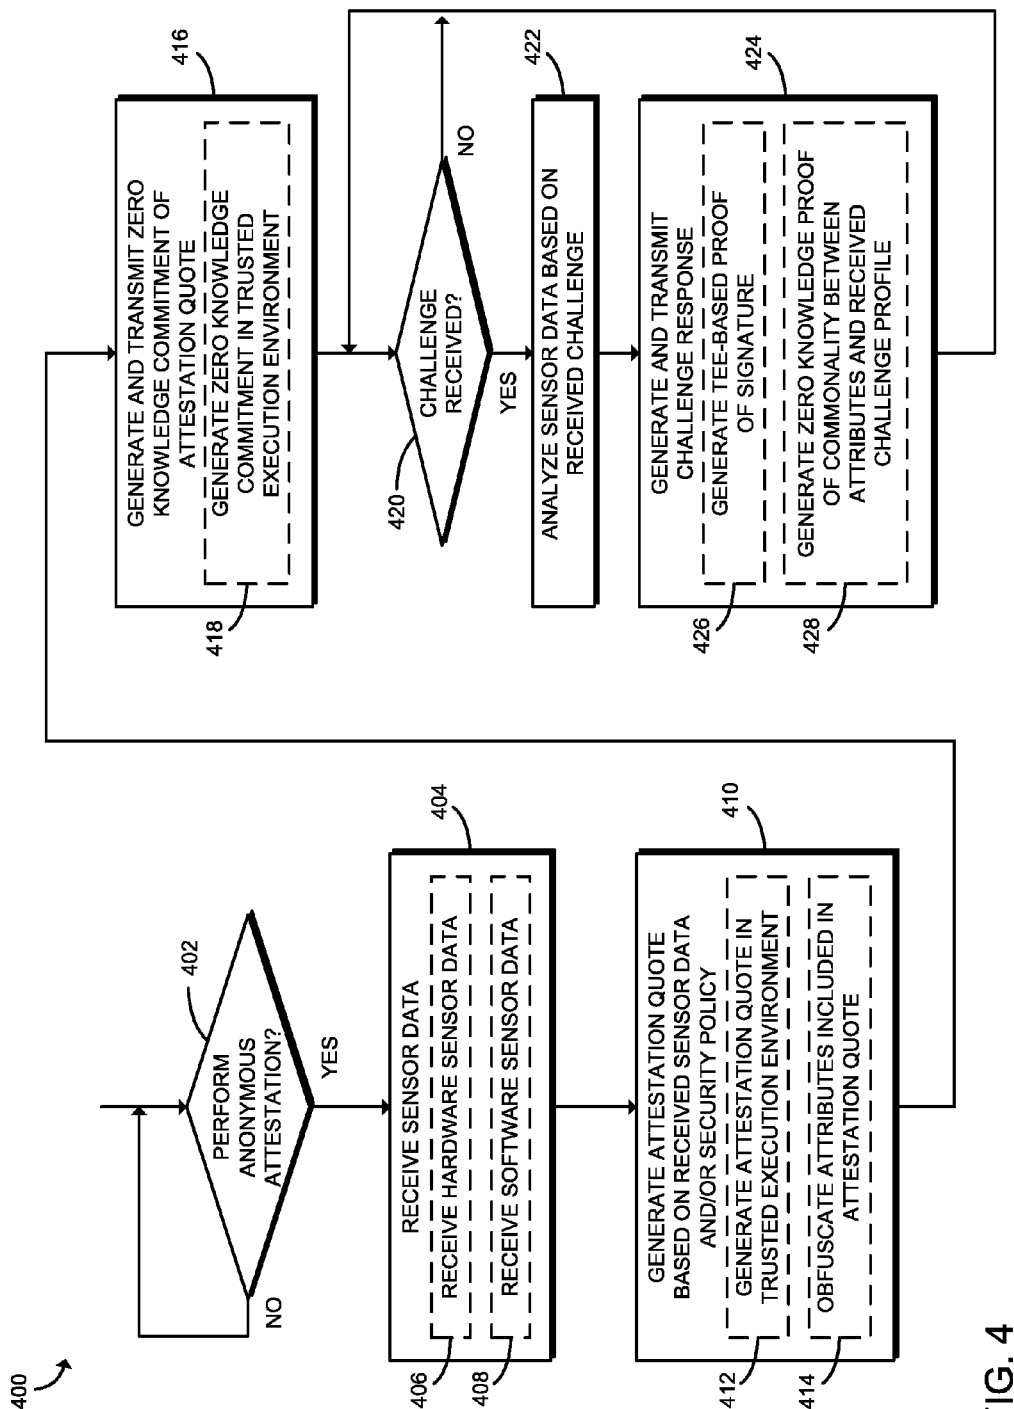 400
402
PERFORM
ANONYMOUS
ATTESTATION?
NO
YES
404
RECEIVE SENSOR DATA
406
RECEIVE HARDWARE SENSOR DATA
408
RECEIVE SOFTWARE SENSOR DATA
410
GENERATE ATTESTATION QUOTE
BASED ON RECEIVED SENSOR DATA
AND/OR SECURITY POLICY
412
GENERATE ATTESTATION QUOTE IN
TRUSTED EXECUTION ENVIRONMENT
414
OBFUSCATE ATTRIBUTES INCLUDED IN
ATTESTATION QUOTE
416
GENERATE AND TRANSMIT ZERO
KNOWLEDGE COMMITMENT OF
ATTESTATION QUOTE
418
GENERATE ZERO KNOWLEDGE
COMMITMENT IN TRUSTED
EXECUTION ENVIRONMENT
420
CHALLENGE
RECEIVED?
NO
YES
422
ANALYZE SENSOR DATA BASED ON
RECEIVED CHALLENGE
424
GENERATE AND TRANSMIT
CHALLENGE RESPONSE
426
GENERATE TEE-BASED PROOF
OF SIGNATURE
428
GENERATE ZERO KNOWLEDGE PROOF
OF COMMONALITY BETWEEN
ATTRIBUTES AND RECEIVED
CHALLENGE PROFILE
FIG. 4